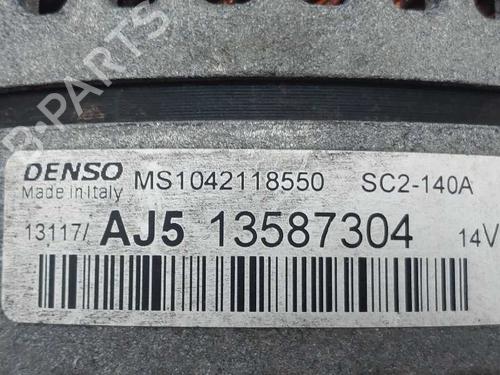 B-PARTS
DENSO MS1042118550 SC2-140A
Made in Italy
13117/ AJ5 13587304 14V